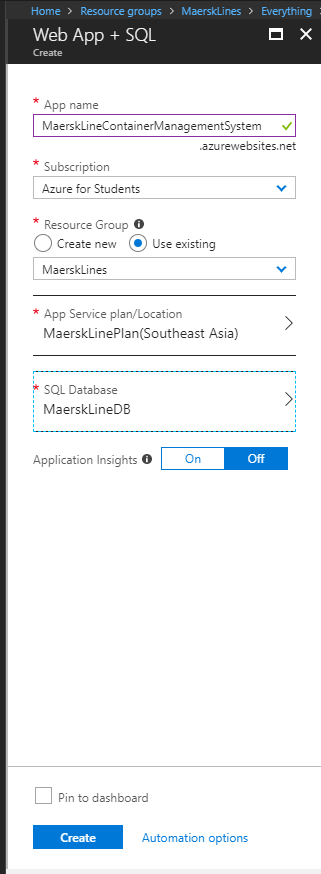 Home > Resource groups > MaerskLines > Everything >
Web App + SQL
Create
* App name
MaerskLineContainerManagementSystem
.azurewebsites.net
* Subscription
Azure for Students
* Resource Group
Create new Use existing
MaerskLines
* App Service plan/Location
MaerskLinePlan(Southeast Asia)
* SQL Database
MaerskLineDB
Application Insights On Off
Pin to dashboard
Create Automation options